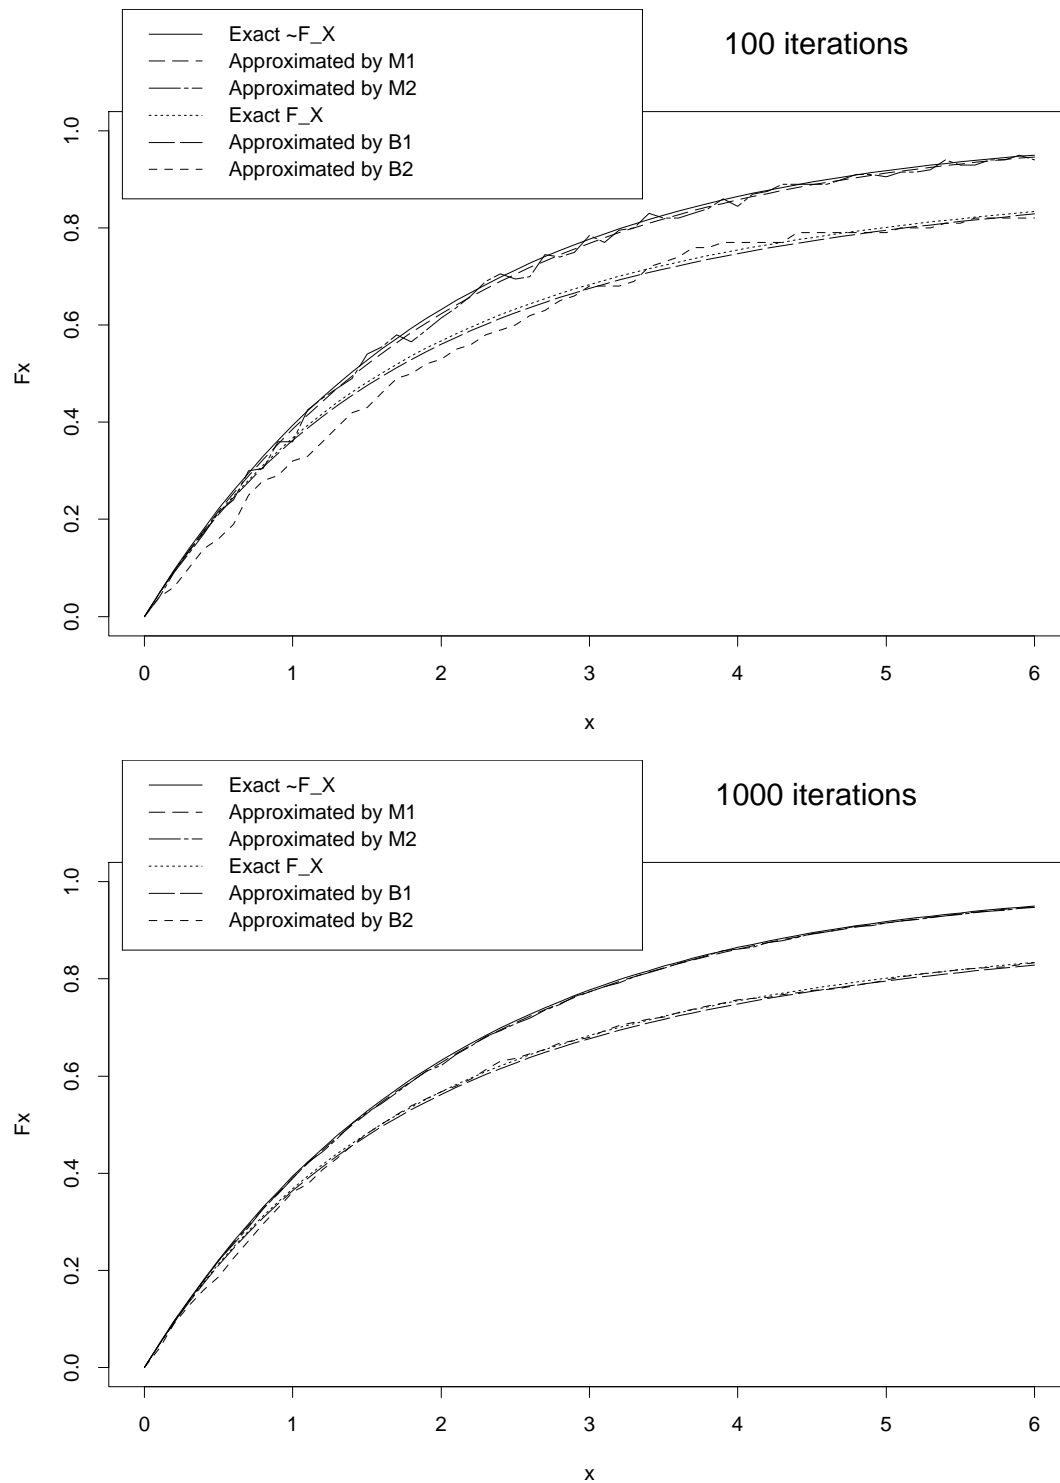 Exact ~F_X
Approximated by M1
Approximated by M2
Exact F_X
Approximated by B1
Approximated by B2
100 iterations
Fx
1.0
0.8
0.6
0.4
0.2
0.0
0 1 2 3 4 5 6
x
Exact ~F_X
Approximated by M1
Approximated by M2
Exact F_X
Approximated by B1
Approximated by B2
1000 iterations
Fx
1.0
0.8
0.6
0.4
0.2
0.0
0 1 2 3 4 5 6
x